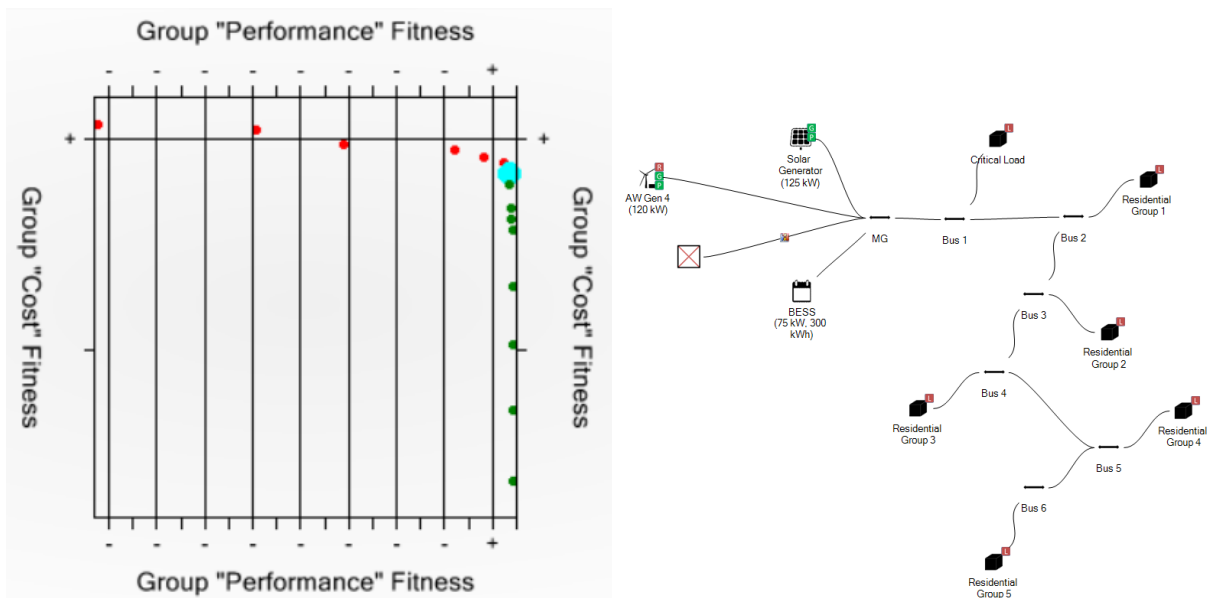 Group "Performance" Fitness
- - - - - - - - +
+ +
Group "Cost" Fitness
Group "Cost" Fitness
- - - - - - - - +
Group "Performance" Fitness
L
Critical Load
G
P
Solar
Generator
(125 kW)
R
G
P
AW Gen 4
(120 kW)
L
Residential
Group 1
MG
Bus 1
Bus 2
BESS
(75 kW, 300
kWh)
Bus 3
L
Residential
Group 2
Bus 4
L
Residential
Group 3
L
Residential
Group 4
Bus 5
Bus 6
L
Residential
Group 5